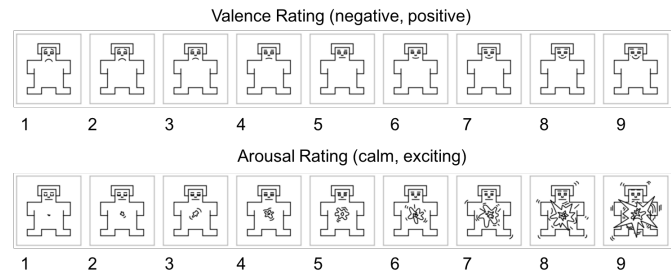 Valence Rating (negative, positive)
1 2 3 4 5 6 7 8 9
Arousal Rating (calm, exciting)
1 2 3 4 5 6 7 8 9